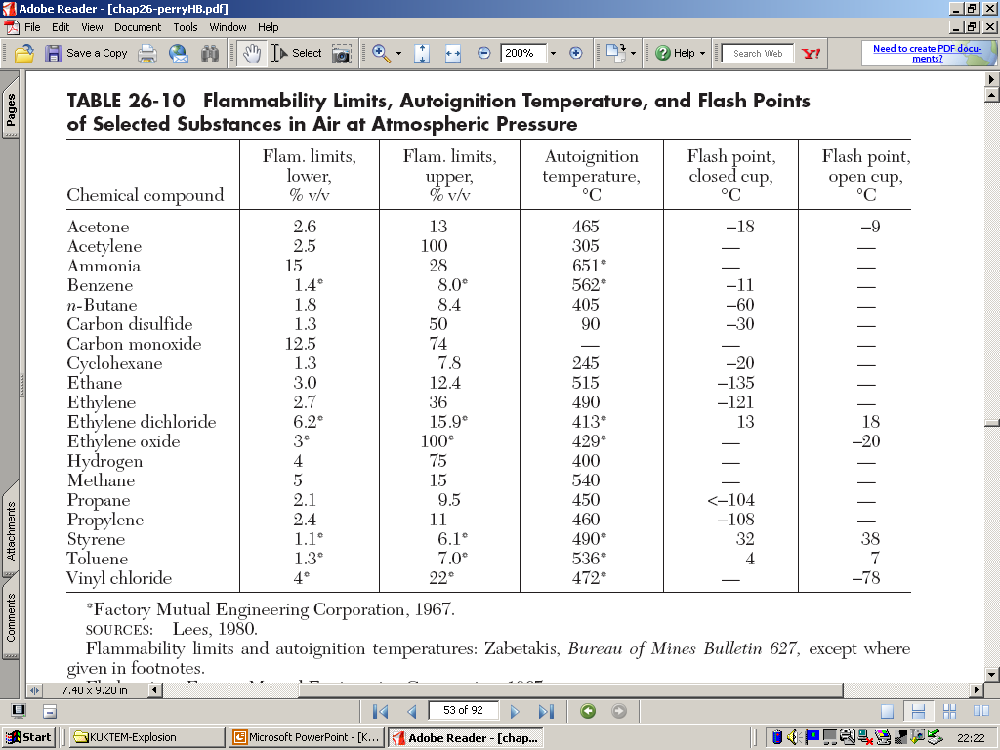 Adobe Reader - [chap26-perryHB.pdf]
File Edit View Document Tools Window Help
Save a Copy Select 200% Help Search Web Y! Need to create PDF docu-
ments?
Pages
Attachments
Comments
TABLE 26-10 Flammability Limits, Autoignition Temperature, and Flash Points
of Selected Substances in Air at Atmospheric Pressure
Flam. limits, Flam. limits, Autoignition Flash point, Flash point,
lower, upper, temperature, closed cup, open cup,
Chemical compound % v/v % v/v °C °C °C
Acetone 2.6 13 465 –18 –9
Acetylene 2.5 100 305 — —
Ammonia 15 28 651* — —
Benzene 1.4* 8.0* 562* –11 —
n-Butane 1.8 8.4 405 –60 —
Carbon disulfide 1.3 50 90 –30 —
Carbon monoxide 12.5 74 — — —
Cyclohexane 1.3 7.8 245 –20 —
Ethane 3.0 12.4 515 –135 —
Ethylene 2.7 36 490 –121 —
Ethylene dichloride 6.2* 15.9* 413* 13 18
Ethylene oxide 3* 100* 429* — –20
Hydrogen 4 75 400 — —
Methane 5 15 540 — —
Propane 2.1 9.5 450 <–104 —
Propylene 2.4 11 460 –108 —
Styrene 1.1* 6.1* 490* 32 38
Toluene 1.3* 7.0* 536* 4 7
Vinyl chloride 4* 22* 472* — –78
*Factory Mutual Engineering Corporation, 1967.
SOURCES: Lees, 1980.
Flammability limits and autoignition temperatures: Zabetakis, Bureau of Mines Bulletin 627, except where
given in footnotes.
7.40 x 9.20 in
53 of 92
Start KUKTEM-Explosion Microsoft PowerPoint - [K... Adobe Reader - [chap... 22:22